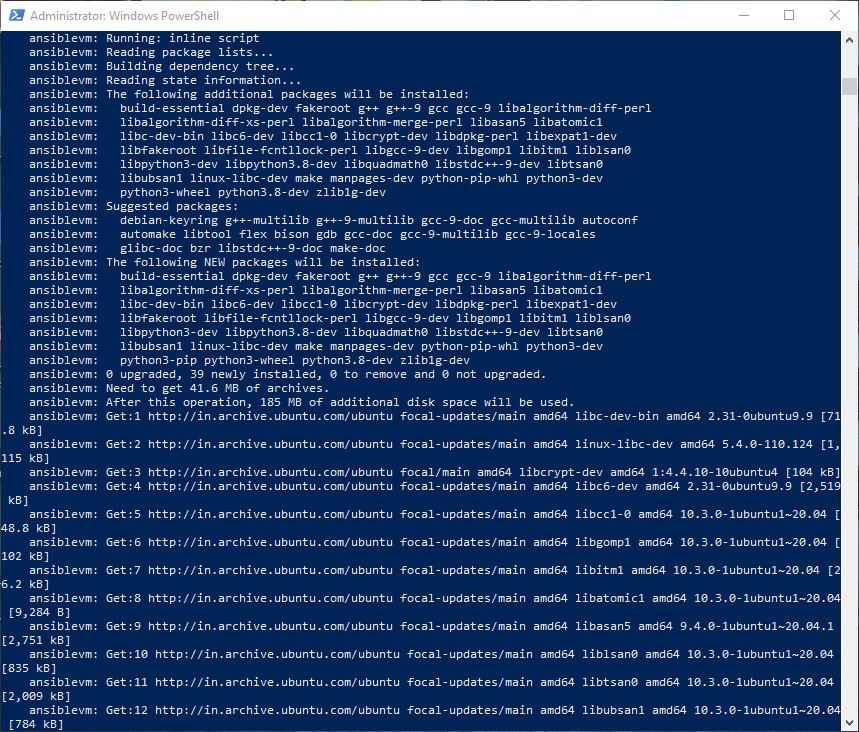 Administrator: Windows PowerShell
ansiblevm: Running: inline script
ansiblevm: Reading package lists...
ansiblevm: Building dependency tree...
ansiblevm: Reading state information...
ansiblevm: The following additional packages will be installed:
ansiblevm:   build-essential dpkg-dev fakeroot g++ g++-9 gcc gcc-9 libalgorithm-diff-perl
ansiblevm:   libalgorithm-diff-xs-perl libalgorithm-merge-perl libasan5 libatomic1
ansiblevm:   libc-dev-bin libc6-dev libcc1-0 libcrypt-dev libdpkg-perl libexpat1-dev
ansiblevm:   libfakeroot libfile-fcntllock-perl libgcc-9-dev libgomp1 libitm1 liblsan0
ansiblevm:   libpython3-dev libpython3.8-dev libquadmath0 libstdc++-9-dev libtsan0
ansiblevm:   libubsan1 linux-libc-dev make manpages-dev python-pip-whl python3-dev
ansiblevm:   python3-wheel python3.8-dev zlib1g-dev
ansiblevm: Suggested packages:
ansiblevm:   debian-keyring g++-multilib g++-9-multilib gcc-9-doc gcc-multilib autoconf
ansiblevm:   automake libtool flex bison gdb gcc-doc gcc-9-multilib gcc-9-locales
ansiblevm:   glibc-doc bzr libstdc++-9-doc make-doc
ansiblevm: The following NEW packages will be installed:
ansiblevm:   build-essential dpkg-dev fakeroot g++ g++-9 gcc gcc-9 libalgorithm-diff-perl
ansiblevm:   libalgorithm-diff-xs-perl libalgorithm-merge-perl libasan5 libatomic1
ansiblevm:   libc-dev-bin libc6-dev libcc1-0 libcrypt-dev libdpkg-perl libexpat1-dev
ansiblevm:   libfakeroot libfile-fcntllock-perl libgcc-9-dev libgomp1 libitm1 liblsan0
ansiblevm:   libpython3-dev libpython3.8-dev libquadmath0 libstdc++-9-dev libtsan0
ansiblevm:   libubsan1 linux-libc-dev make manpages-dev python-pip-whl python3-dev
ansiblevm:   python3-pip python3-wheel python3.8-dev zlib1g-dev
ansiblevm: 0 upgraded, 39 newly installed, 0 to remove and 0 not upgraded.
ansiblevm: Need to get 41.6 MB of archives.
ansiblevm: After this operation, 185 MB of additional disk space will be used.
ansiblevm: Get:1 http://in.archive.ubuntu.com/ubuntu focal-updates/main amd64 libc-dev-bin amd64 2.31-0ubuntu9.9 [71
.8 kB]
ansiblevm: Get:2 http://in.archive.ubuntu.com/ubuntu focal-updates/main amd64 linux-libc-dev amd64 5.4.0-110.124 [1,
115 kB]
ansiblevm: Get:3 http://in.archive.ubuntu.com/ubuntu focal/main amd64 libcrypt-dev amd64 1:4.4.10-10ubuntu4 [104 kB]
ansiblevm: Get:4 http://in.archive.ubuntu.com/ubuntu focal-updates/main amd64 libc6-dev amd64 2.31-0ubuntu9.9 [2,519
kB]
ansiblevm: Get:5 http://in.archive.ubuntu.com/ubuntu focal-updates/main amd64 libcc1-0 amd64 10.3.0-1ubuntu1~20.04 [
48.8 kB]
ansiblevm: Get:6 http://in.archive.ubuntu.com/ubuntu focal-updates/main amd64 libgomp1 amd64 10.3.0-1ubuntu1~20.04 [
102 kB]
ansiblevm: Get:7 http://in.archive.ubuntu.com/ubuntu focal-updates/main amd64 libitm1 amd64 10.3.0-1ubuntu1~20.04 [2
6.2 kB]
ansiblevm: Get:8 http://in.archive.ubuntu.com/ubuntu focal-updates/main amd64 libatomic1 amd64 10.3.0-1ubuntu1~20.04
[9,284 B]
ansiblevm: Get:9 http://in.archive.ubuntu.com/ubuntu focal-updates/main amd64 libasan5 amd64 9.4.0-1ubuntu1~20.04.1
[2,751 kB]
ansiblevm: Get:10 http://in.archive.ubuntu.com/ubuntu focal-updates/main amd64 liblsan0 amd64 10.3.0-1ubuntu1~20.04
[835 kB]
ansiblevm: Get:11 http://in.archive.ubuntu.com/ubuntu focal-updates/main amd64 libtsan0 amd64 10.3.0-1ubuntu1~20.04
[2,009 kB]
ansiblevm: Get:12 http://in.archive.ubuntu.com/ubuntu focal-updates/main amd64 libubsan1 amd64 10.3.0-1ubuntu1~20.04
[784 kB]